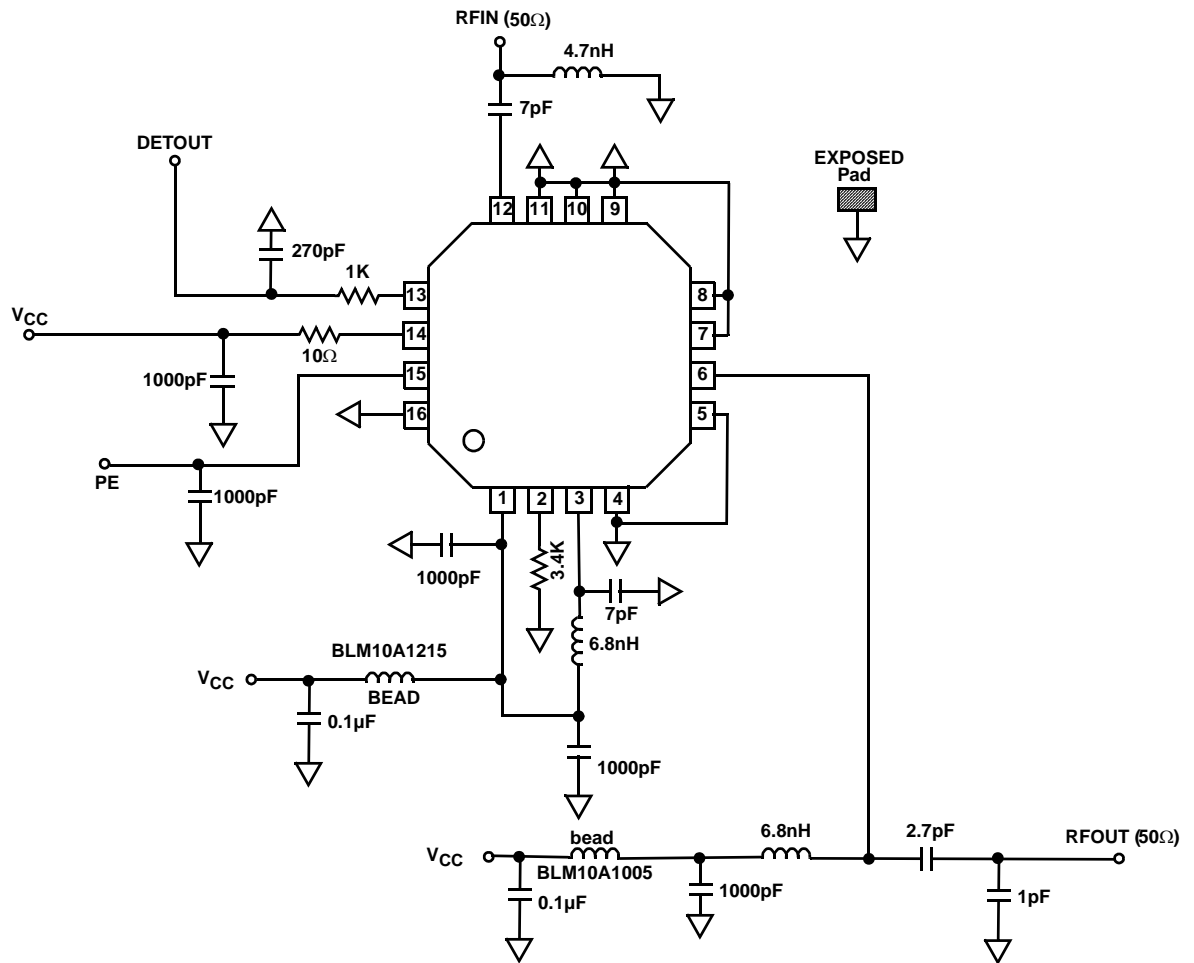 RFIN (50Ω)
4.7nH
7pF
DETOUT
EXPOSED
Pad
12
11
10
9
270pF
1K
13
8
VCC
14
7
10Ω
1000pF
15
6
16
5
PE
1000pF
1
2
3
4
1000pF
3.4K
7pF
6.8nH
BLM10A1215
VCC
BEAD
0.1µF
1000pF
bead
6.8nH
2.7pF
RFOUT (50Ω)
VCC
BLM10A1005
0.1µF
1000pF
1pF